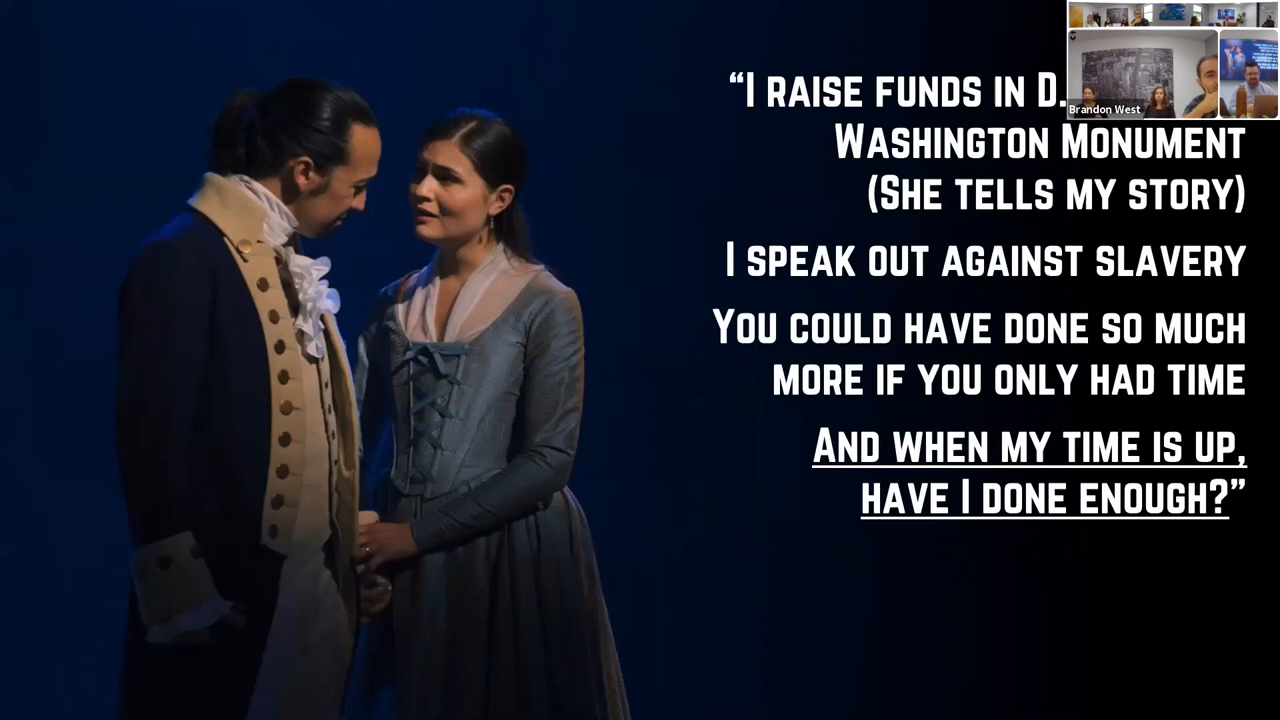 “I RAISE FUNDS IN D.
WASHINGTON MONUMENT
(SHE TELLS MY STORY)
I SPEAK OUT AGAINST SLAVERY
YOU COULD HAVE DONE SO MUCH
MORE IF YOU ONLY HAD TIME
AND WHEN MY TIME IS UP,
HAVE I DONE ENOUGH?”
Brandon West